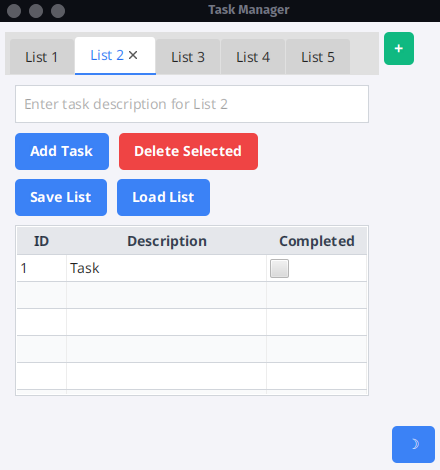 Task Manager
List 1 List 2 × List 3 List 4 List 5 +
Enter task description for List 2
Add Task Delete Selected
Save List Load List
ID Description Completed
1 Task